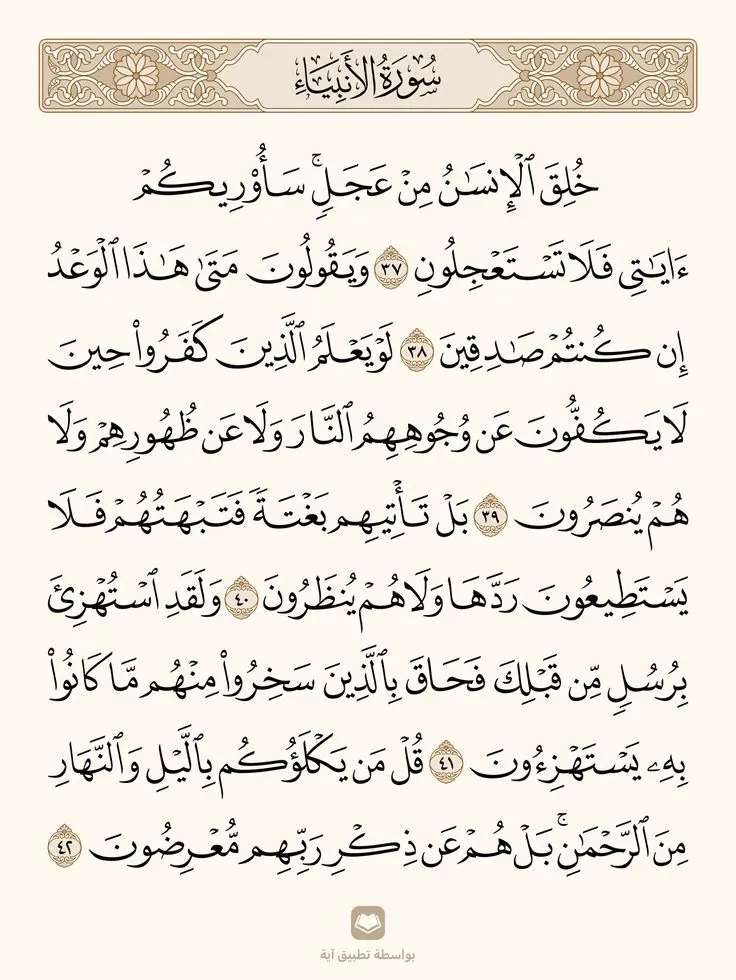 سُورَةُ الأَنبِيَاءِ
خُلِقَ ٱلْإِنسَـٰنُ مِنْ عَجَلٍۢ ۚ سَأُو۟رِيكُمْ
ءَايَـٰتِى فَلَا تَسْتَعْجِلُونِ ٣٧ وَيَقُولُونَ مَتَىٰ هَـٰذَا ٱلْوَعْدُ
إِن كُنتُمْ صَـٰدِقِينَ ٣٨ لَوْ يَعْلَمُ ٱلَّذِينَ كَفَرُوا۟ حِينَ
لَا يَكُفُّونَ عَن وُجُوهِهِمُ ٱلنَّارَ وَلَا عَن ظُهُورِهِمْ وَلَا
هُمْ يُنصَرُونَ ٣٩ بَلْ تَأْتِيهِم بَغْتَةًۭ فَتَبْهَتُهُمْ فَلَا
يَسْتَطِيعُونَ رَدَّهَا وَلَا هُمْ يُنظَرُونَ ٤٠ وَلَقَدِ ٱسْتُهْزِئَ
بِرُسُلٍۢ مِّن قَبْلِكَ فَحَاقَ بِٱلَّذِينَ سَخِرُوا۟ مِنْهُم مَّا كَانُوا۟
بِهِۦ يَسْتَهْزِءُونَ ٤١ قُلْ مَن يَكْلَؤُكُم بِٱلَّيْلِ وَٱلنَّهَارِ
مِنَ ٱلرَّحْمَـٰنِ ۚ بَلْ هُمْ عَن ذِكْرِ رَبِّهِم مُّعْرِضُونَ ٤٢
بواسطة تطبيق آية